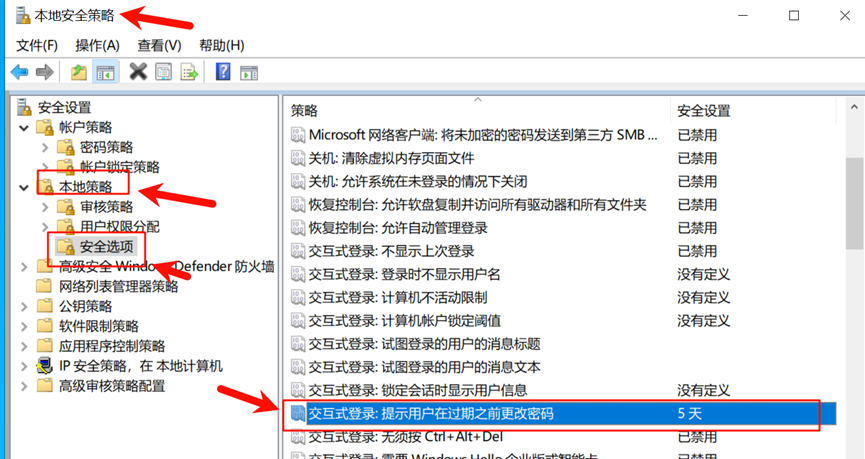 本地安全策略
文件(F) 操作(A) 查看(V) 帮助(H)
安全设置
帐户策略
密码策略
帐户锁定策略
本地策略
审核策略
用户权限分配
安全选项
高级安全 Windows Defender 防火墙
网络列表管理器策略
公钥策略
软件限制策略
应用程序控制策略
IP 安全策略，在 本地计算机
高级审核策略配置
策略 安全设置
Microsoft 网络客户端: 将未加密的密码发送到第三方 SMB ... 已禁用
关机: 清除虚拟内存页面文件 已禁用
关机: 允许系统在未登录的情况下关闭 已禁用
恢复控制台: 允许软盘复制并访问所有驱动器和所有文件夹 已禁用
恢复控制台: 允许自动管理登录 已禁用
交互式登录: 不显示上次登录 已禁用
交互式登录: 登录时不显示用户名 没有定义
交互式登录: 计算机不活动限制 没有定义
交互式登录: 计算机帐户锁定阈值 没有定义
交互式登录: 试图登录的用户的消息标题
交互式登录: 试图登录的用户的消息文本
交互式登录: 锁定会话时显示用户信息 没有定义
交互式登录: 提示用户在过期之前更改密码 5 天
交互式登录: 无须按 Ctrl+Alt+Del 已禁用
交互式登录: 需要 Windows Hello 企业版或智能卡 已禁用